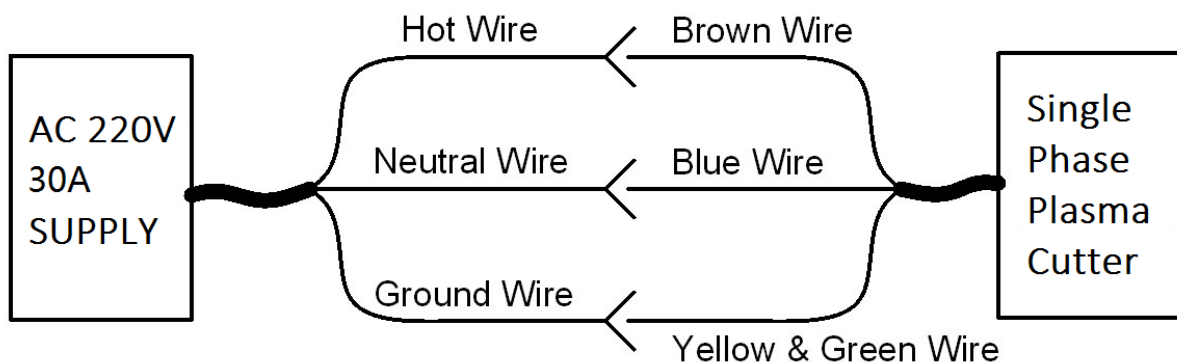 Hot Wire
Brown Wire
AC 220V
30A
SUPPLY
Neutral Wire
Blue Wire
Ground Wire
Yellow & Green Wire
Single
Phase
Plasma
Cutter